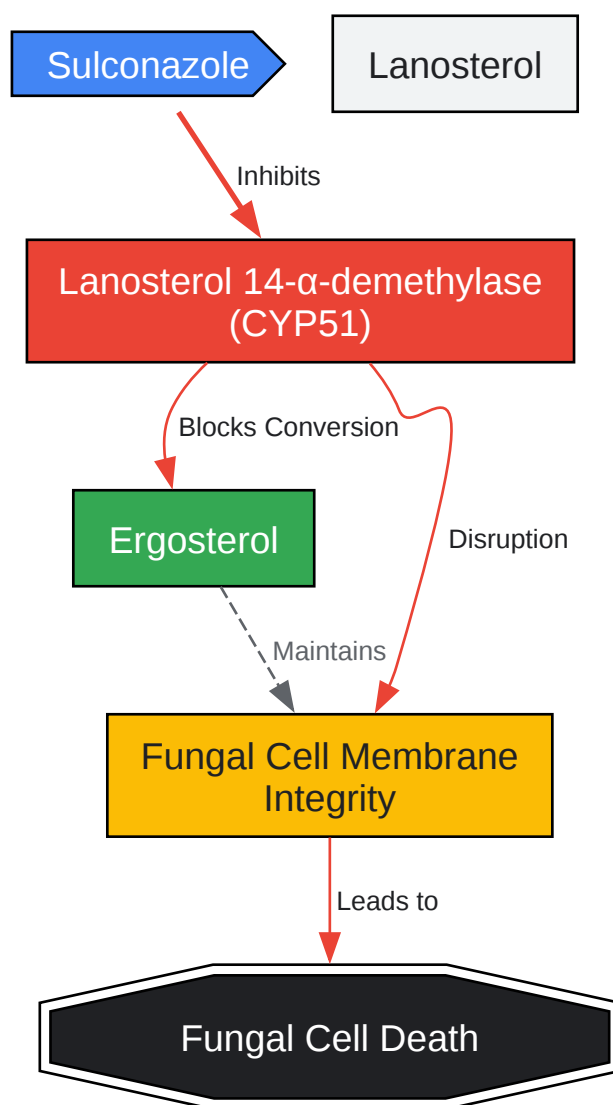 Sulconazole
Lanosterol
Inhibits
Lanosterol 14-α-demethylase
(CYP51)
Blocks Conversion
Ergosterol
Disruption
Maintains
Fungal Cell Membrane
Integrity
Leads to
Fungal Cell Death